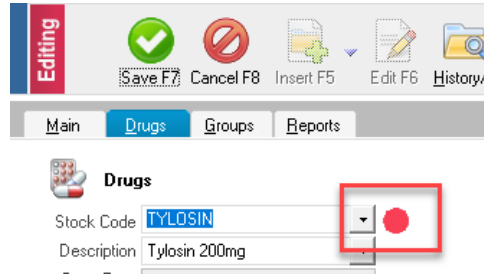 Editing
Save F7 Cancel F8 Insert F5 Edit F6 History
Main Drugs Groups Reports
Drugs
Stock Code TYLOSIN
Description Tylosin 200mg